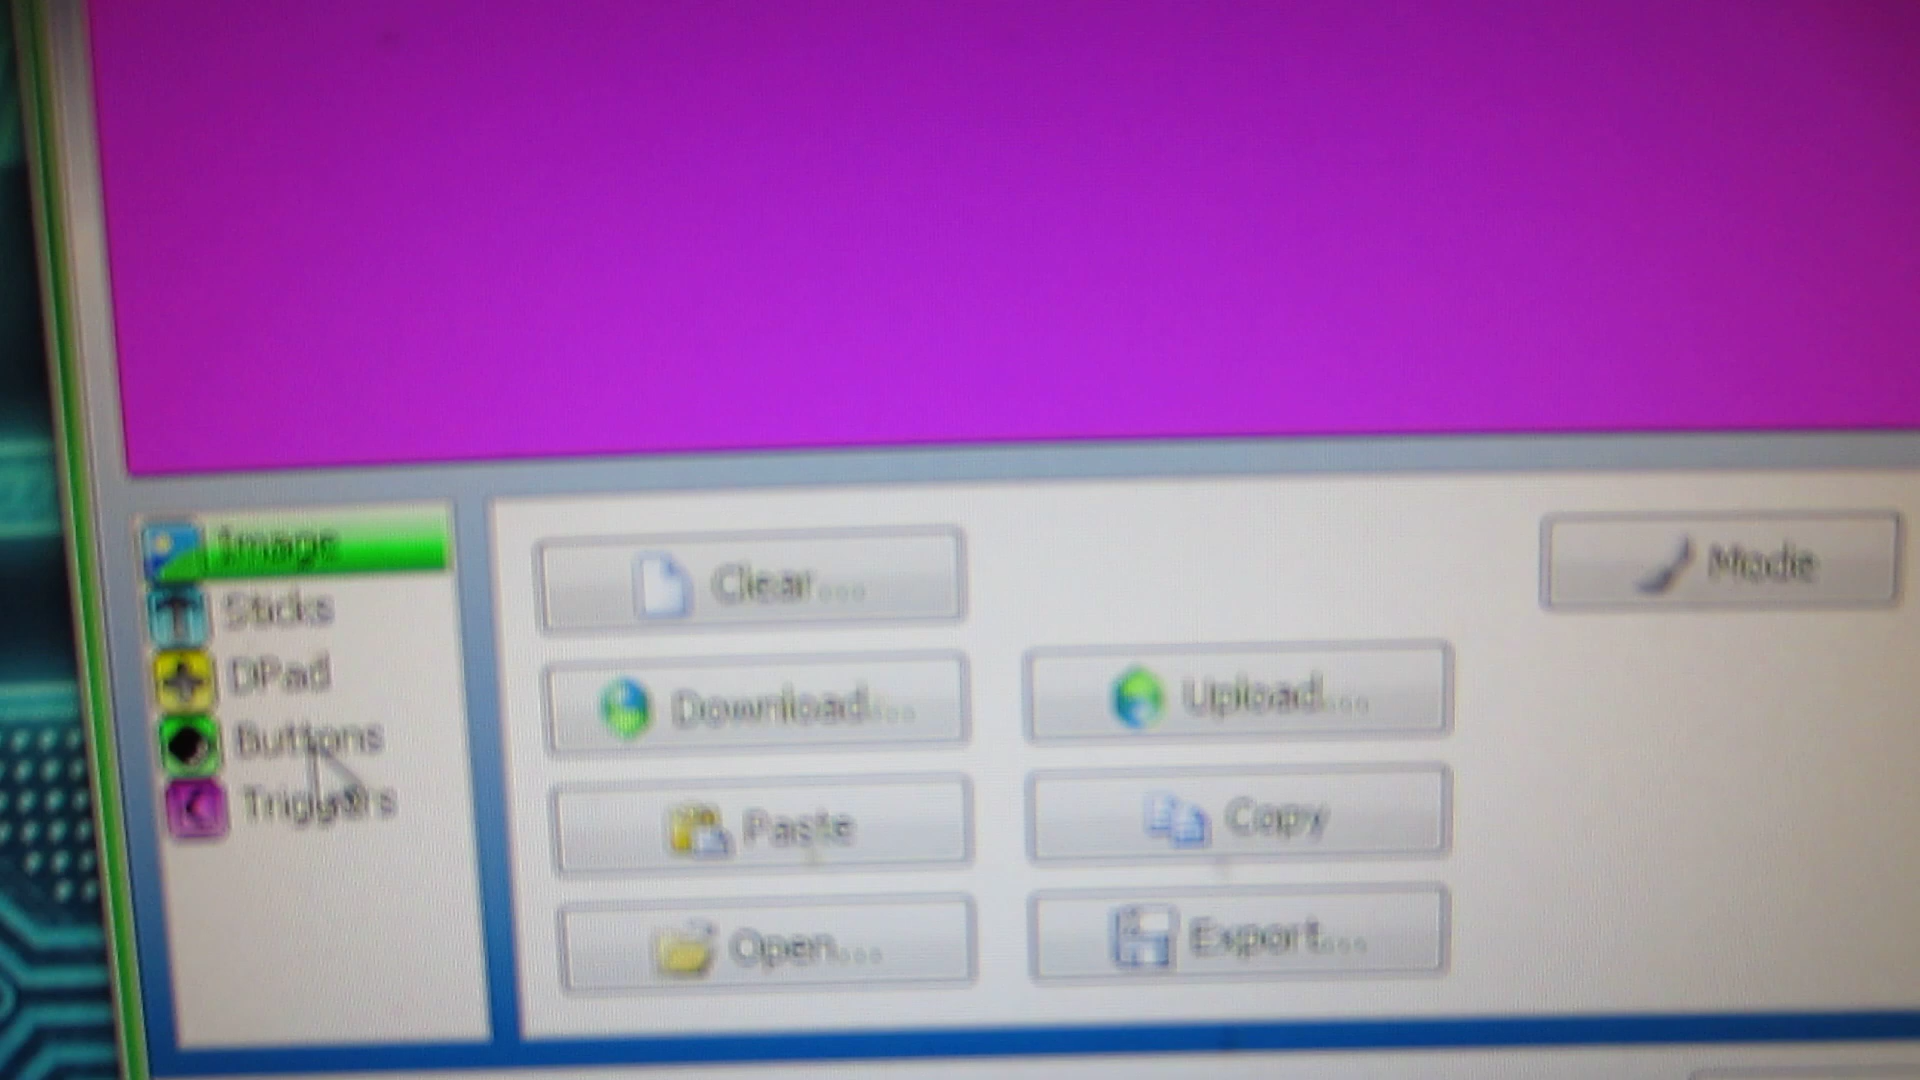 Image
Sticks
DPad
Buttons
Triggers
Clear...
Mode
Download...
Upload...
Paste
Copy
Open...
Export...